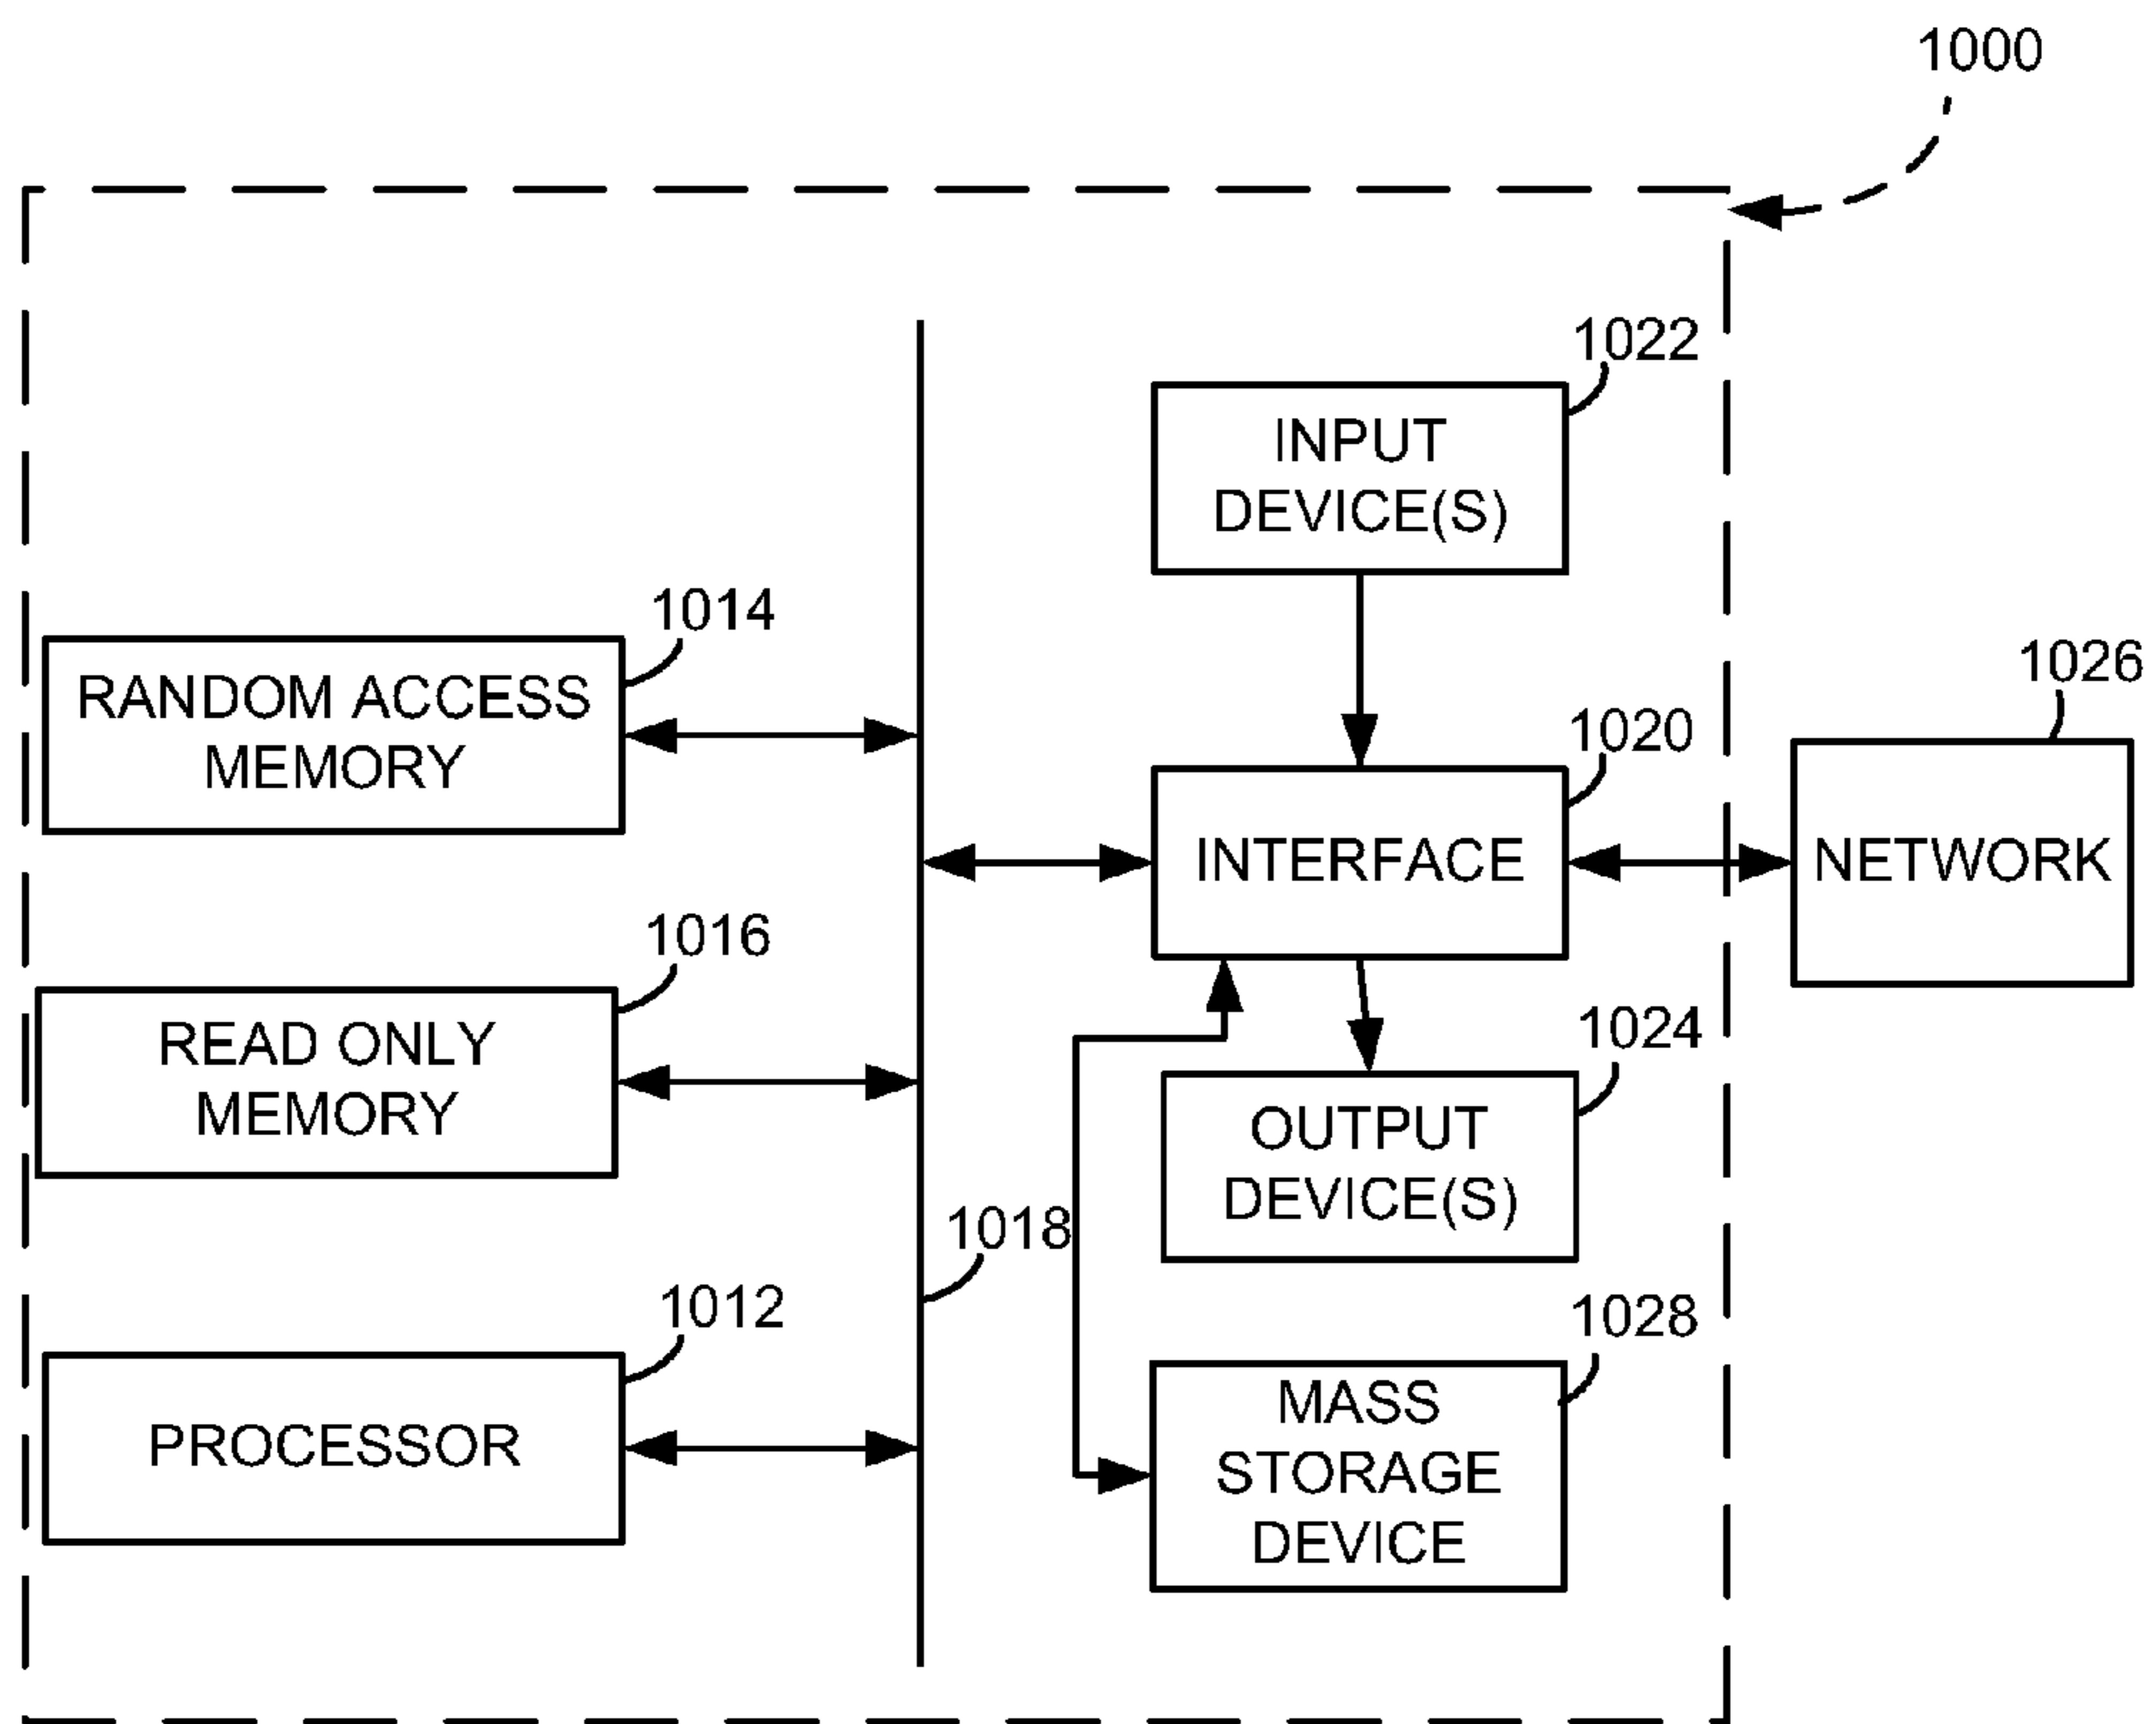 1000
1022
INPUT
DEVICE(S)
1014
RANDOM ACCESS
MEMORY
1026
1020
INTERFACE
NETWORK
1016
READ ONLY
MEMORY
1024
OUTPUT
DEVICE(S)
1018
1012
PROCESSOR
1028
MASS
STORAGE
DEVICE